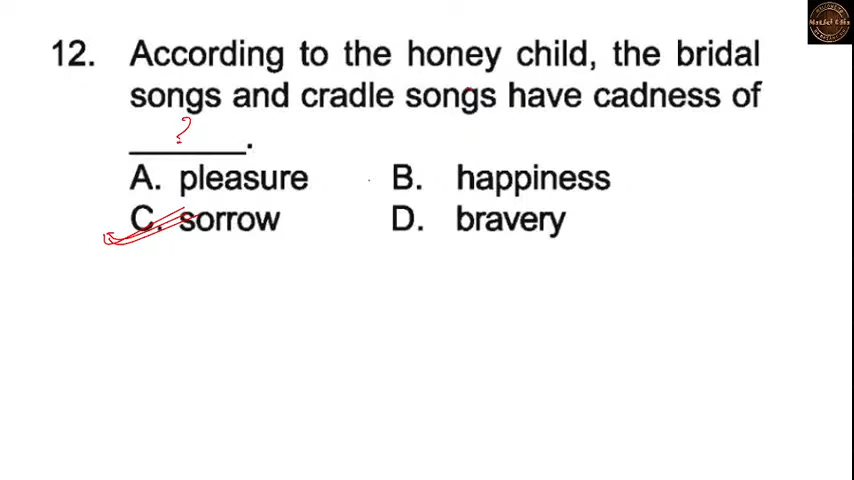 12. According to the honey child, the bridal
songs and cradle songs have cadness of
?
______.
A. pleasure B. happiness
C. sorrow D. bravery